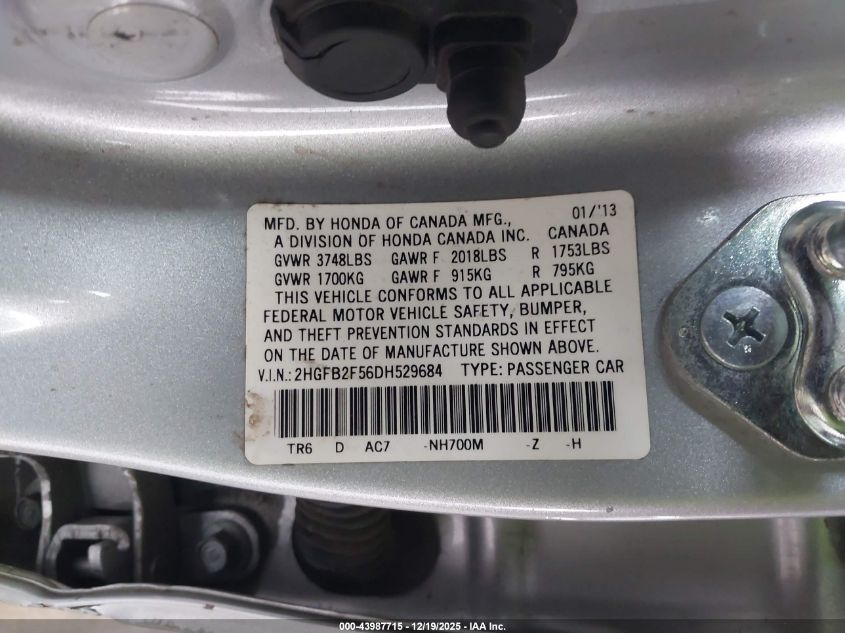 MFD. BY HONDA OF CANADA MFG., 01/'13
A DIVISION OF HONDA CANADA INC. CANADA
GVWR 3748LBS GAWR F 2018LBS R 1753LBS
GVWR 1700KG GAWR F 915KG R 795KG
THIS VEHICLE CONFORMS TO ALL APPLICABLE
FEDERAL MOTOR VEHICLE SAFETY, BUMPER,
AND THEFT PREVENTION STANDARDS IN EFFECT
ON THE DATE OF MANUFACTURE SHOWN ABOVE.
V.I.N.: 2HGFB2F56DH529684 TYPE: PASSENGER CAR
TR6 D AC7 -NH700M -Z -H
000-43987715 - 12/19/2025 - IAA Inc.